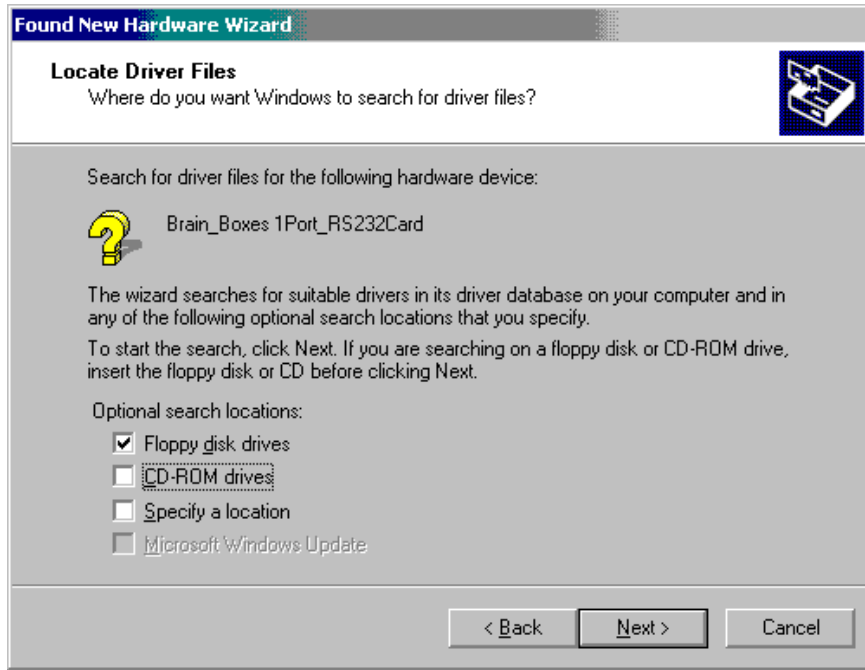 Found New Hardware Wizard
Locate Driver Files
Where do you want Windows to search for driver files?
Search for driver files for the following hardware device:
Brain_Boxes 1Port_RS232Card
The wizard searches for suitable drivers in its driver database on your computer and in
any of the following optional search locations that you specify.
To start the search, click Next. If you are searching on a floppy disk or CD-ROM drive,
insert the floppy disk or CD before clicking Next.
Optional search locations:
Floppy disk drives
CD-ROM drives
Specify a location
Microsoft Windows Update
< Back Next > Cancel